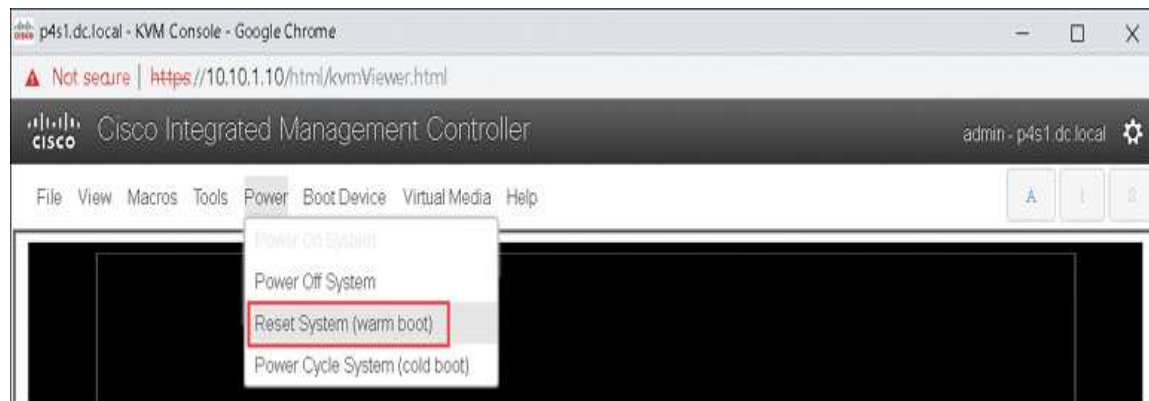 p4s1.dc.local - KVM Console - Google Chrome
Not secure | https://10.10.1.10/html/kvmViewer.html
cisco Cisco Integrated Management Controller admin - p4s1.dc.local
File View Macros Tools Power Boot Device Virtual Media Help A 1 S
Power On System
Power Off System
Reset System (warm boot)
Power Cycle System (cold boot)